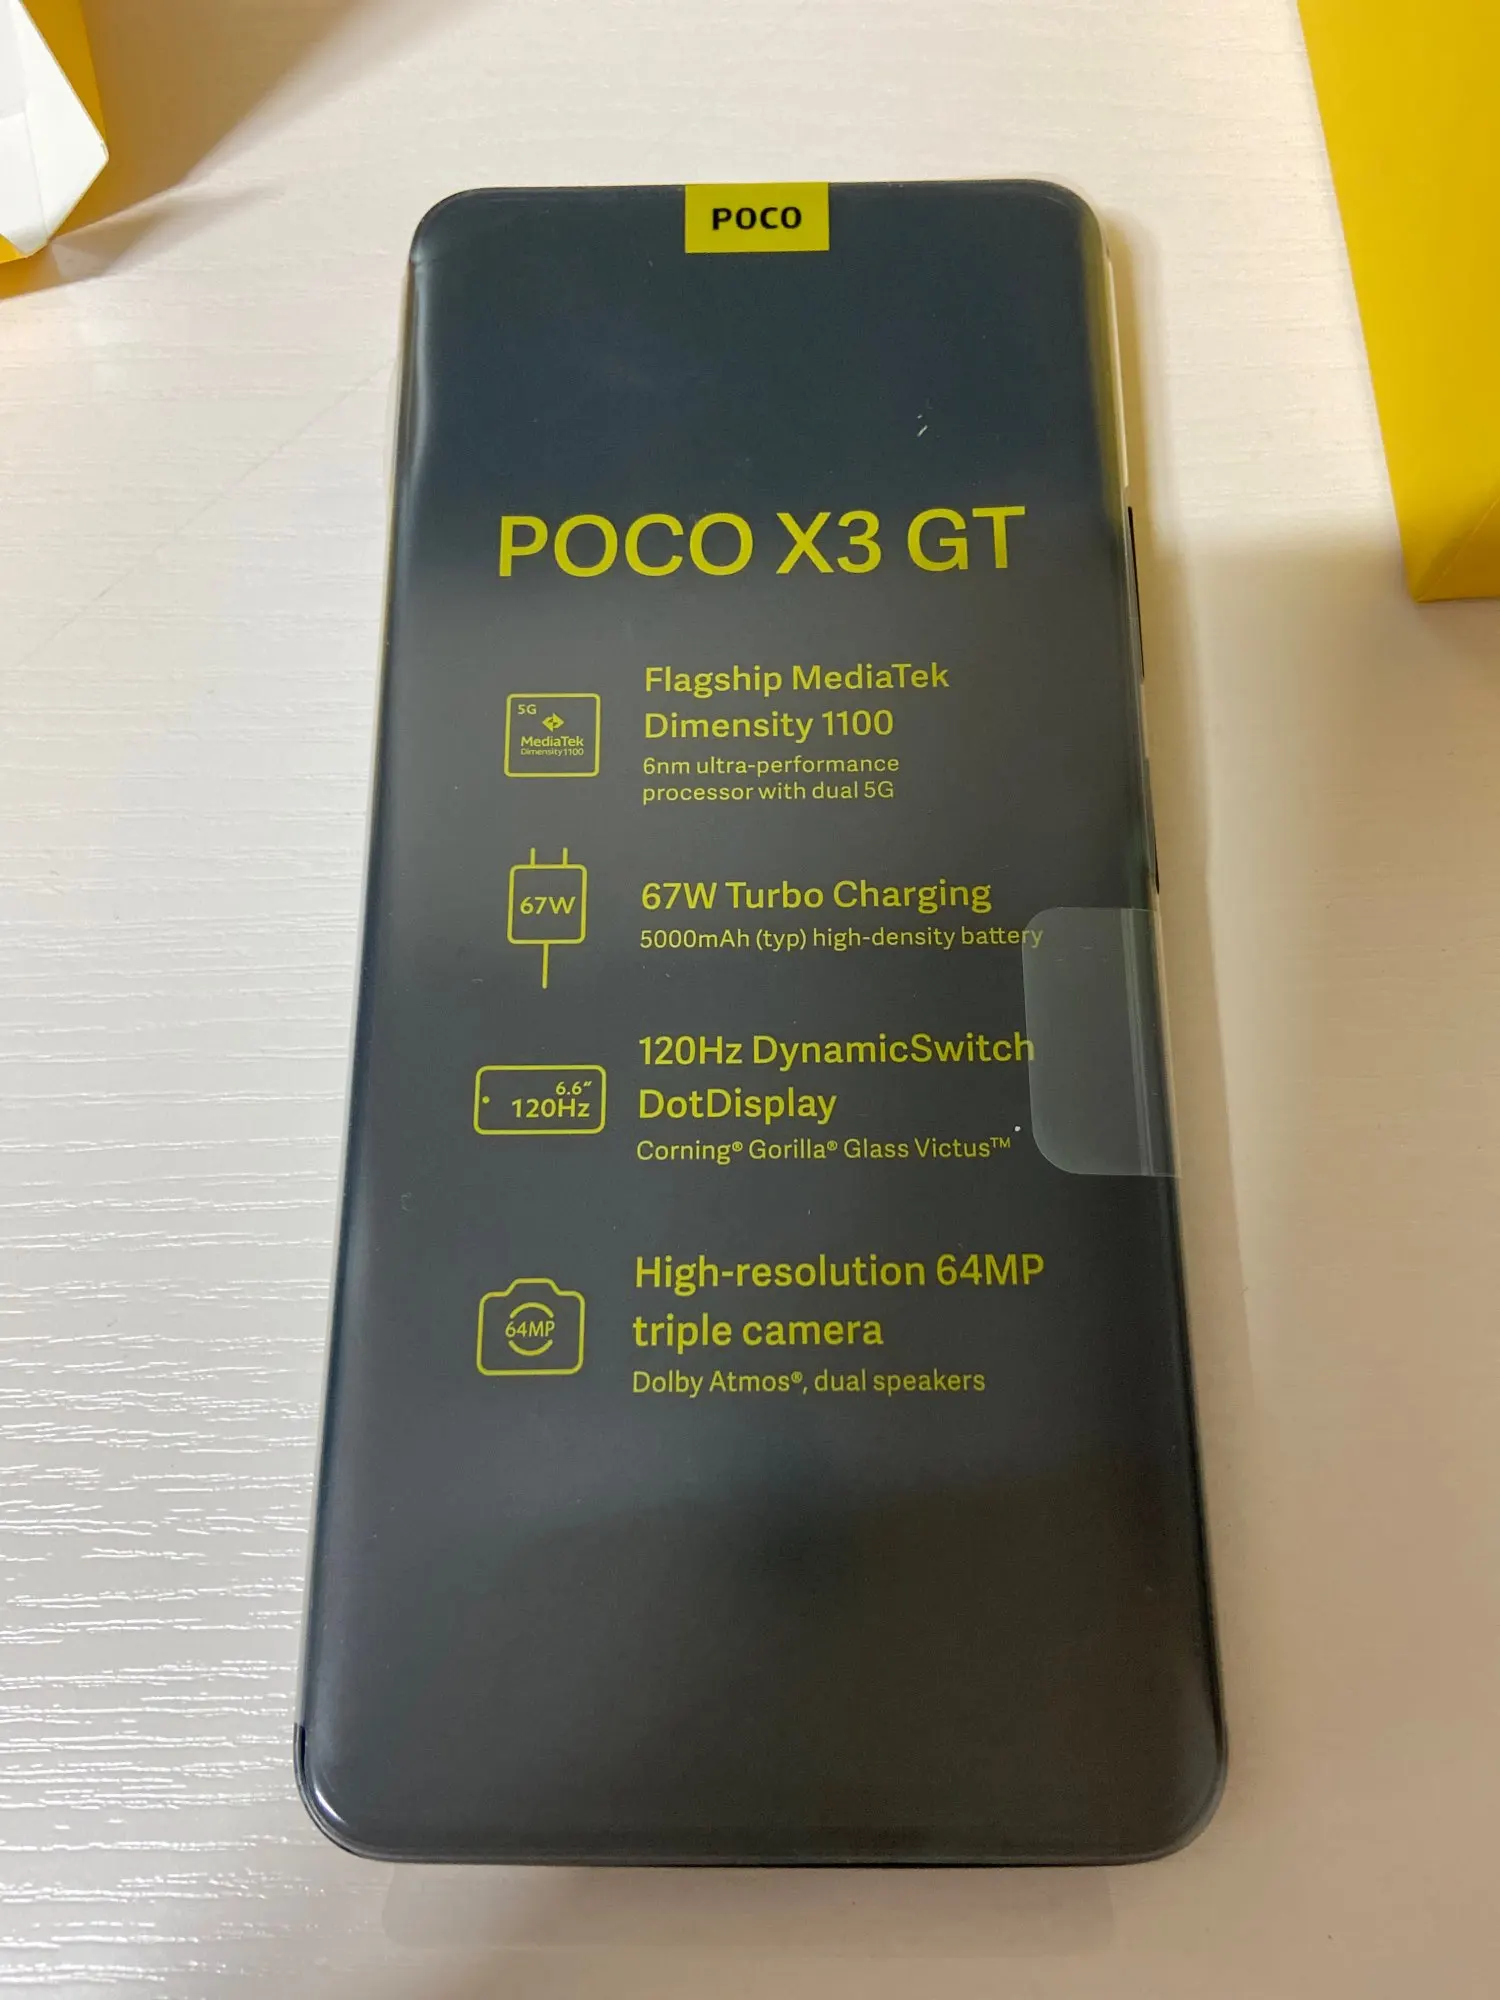 POCO
POCO X3 GT
5G
MediaTek
Dimensity 1100
Flagship MediaTek
Dimensity 1100
6nm ultra-performance
processor with dual 5G
67W
67W Turbo Charging
5000mAh (typ) high-density battery
6.6″
120Hz
120Hz DynamicSwitch
DotDisplay
Corning® Gorilla® Glass Victus™
64MP
High-resolution 64MP
triple camera
Dolby Atmos®, dual speakers